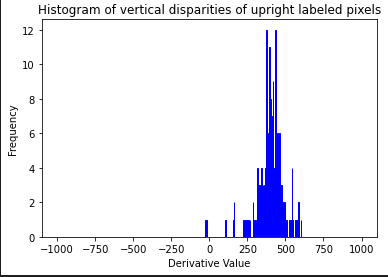 Histogram of vertical disparities of upright labeled pixels
Frequency
12
10
8
6
4
2
0
−1000 −750 −500 −250 0 250 500 750 1000
Derivative Value